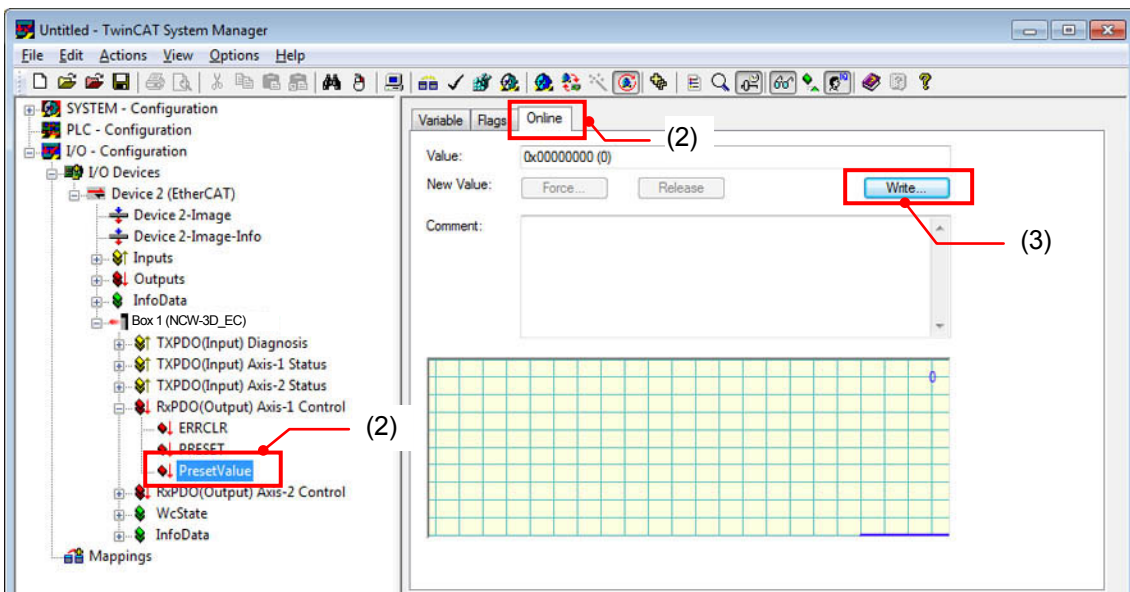 Untitled - TwinCAT System Manager
File Edit Actions View Options Help
SYSTEM - Configuration
PLC - Configuration
I/O - Configuration
I/O Devices
Device 2 (EtherCAT)
Device 2-Image
Device 2-Image-Info
Inputs
Outputs
InfoData
Box 1 (NCW-3D_EC)
TXPDO(Input) Diagnosis
TXPDO(Input) Axis-1 Status
TXPDO(Input) Axis-2 Status
RxPDO(Output) Axis-1 Control
ERRCLR
PRESET
PresetValue
(2)
RxPDO(Output) Axis-2 Control
WcState
InfoData
Mappings
Variable Flags Online
(2)
Value: 0x00000000 (0)
New Value: Force... Release Write...
(3)
Comment:
0